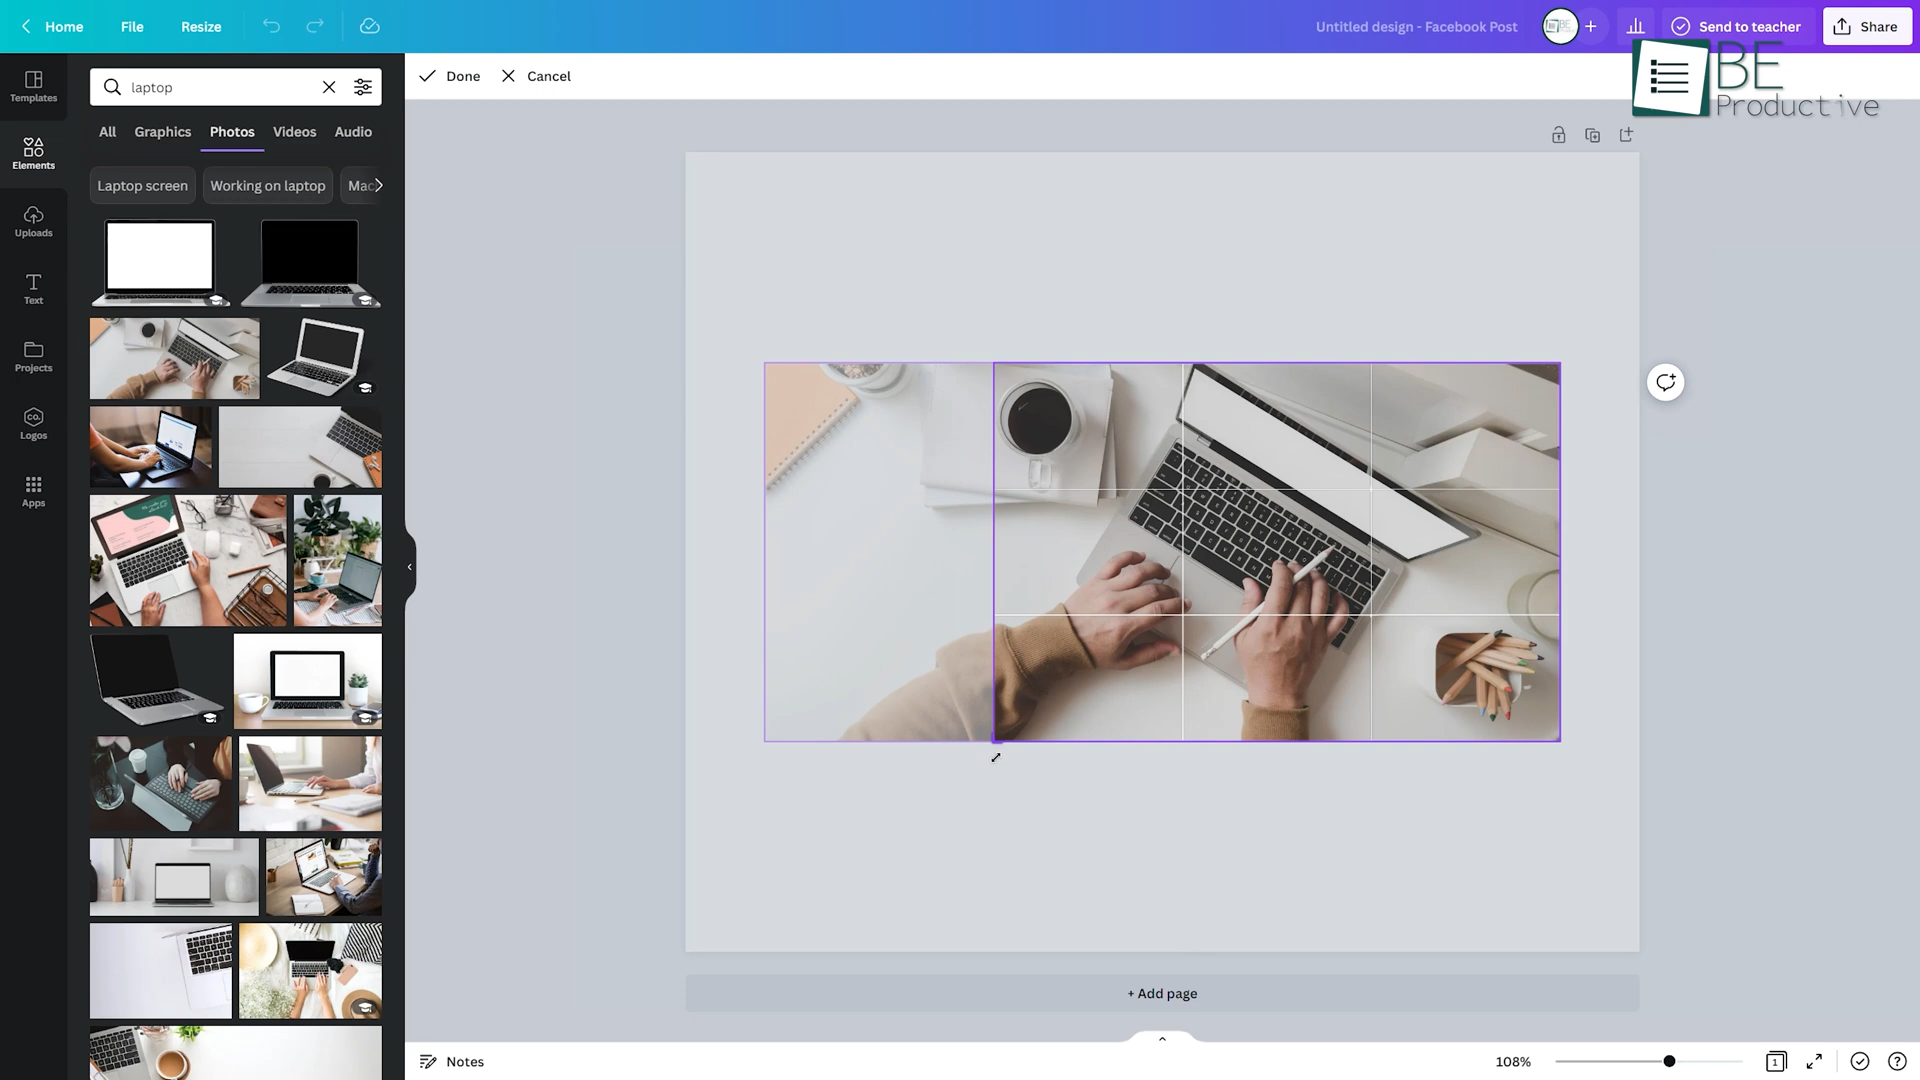 Home File Resize Untitled design - Facebook Post Send to teacher Share
BE
Productive
Templates
Elements
Uploads
Text
Projects
CO.
Logos
Apps
laptop
All Graphics Photos Videos Audio
Laptop screen Working on laptop Mac
Done Cancel
+ Add page
Notes 108% 1